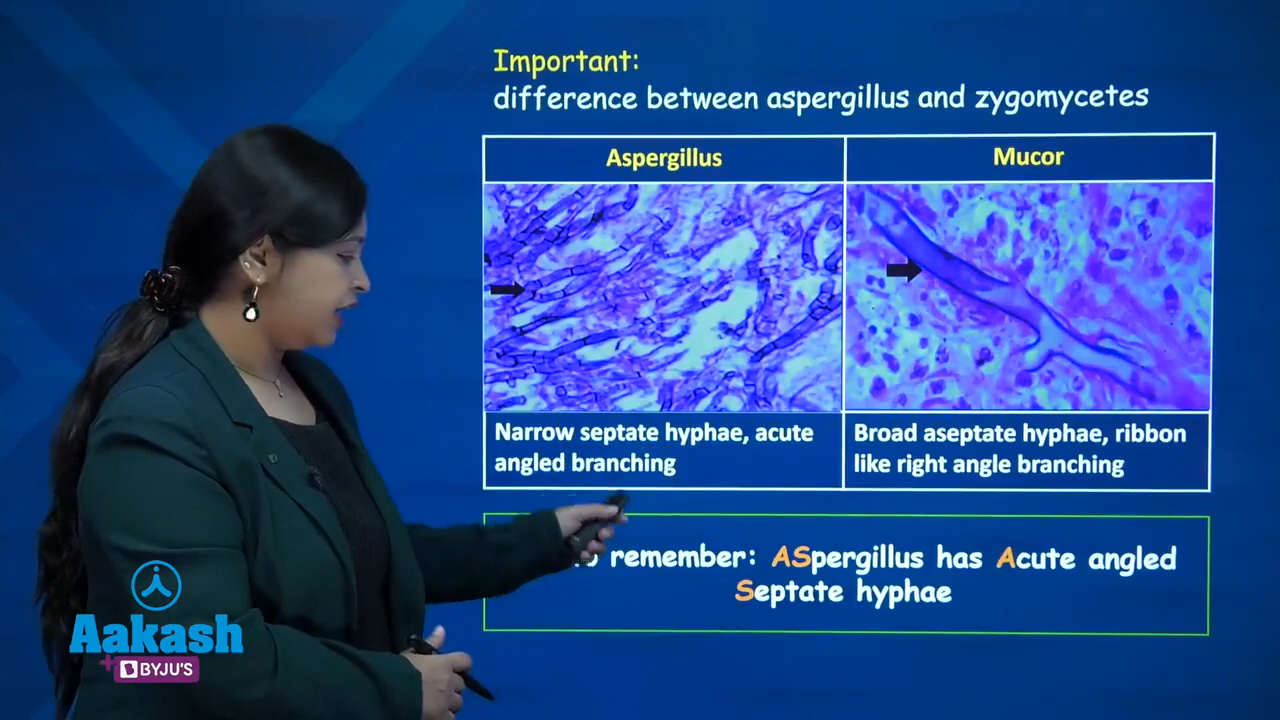 Important:
difference between aspergillus and zygomycetes
Aspergillus
Mucor
Narrow septate hyphae, acute
angled branching
Broad aseptate hyphae, ribbon
like right angle branching
remember: ASpergillus has Acute angled
Septate hyphae
Aakash
+ BYJU'S